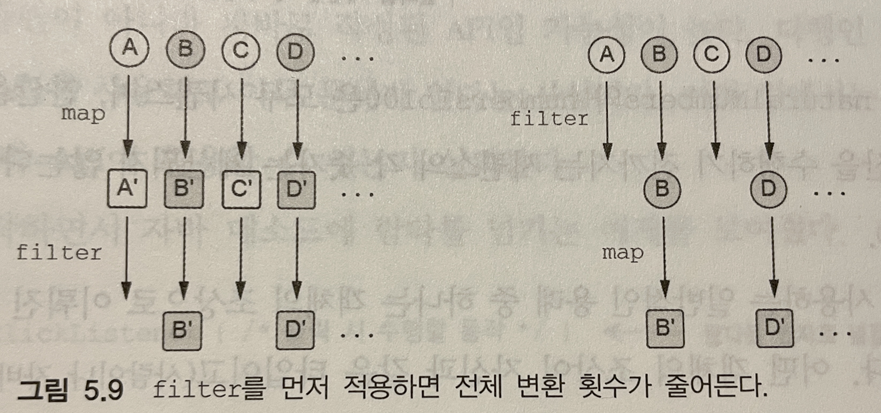 A B C D ...
map
A' B' C' D' ...
filter
B' D' ...
A B C D ...
filter
B D ...
map
B' D' ...
그림 5.9 filter를 먼저 적용하면 전체 변환 횟수가 줄어든다.